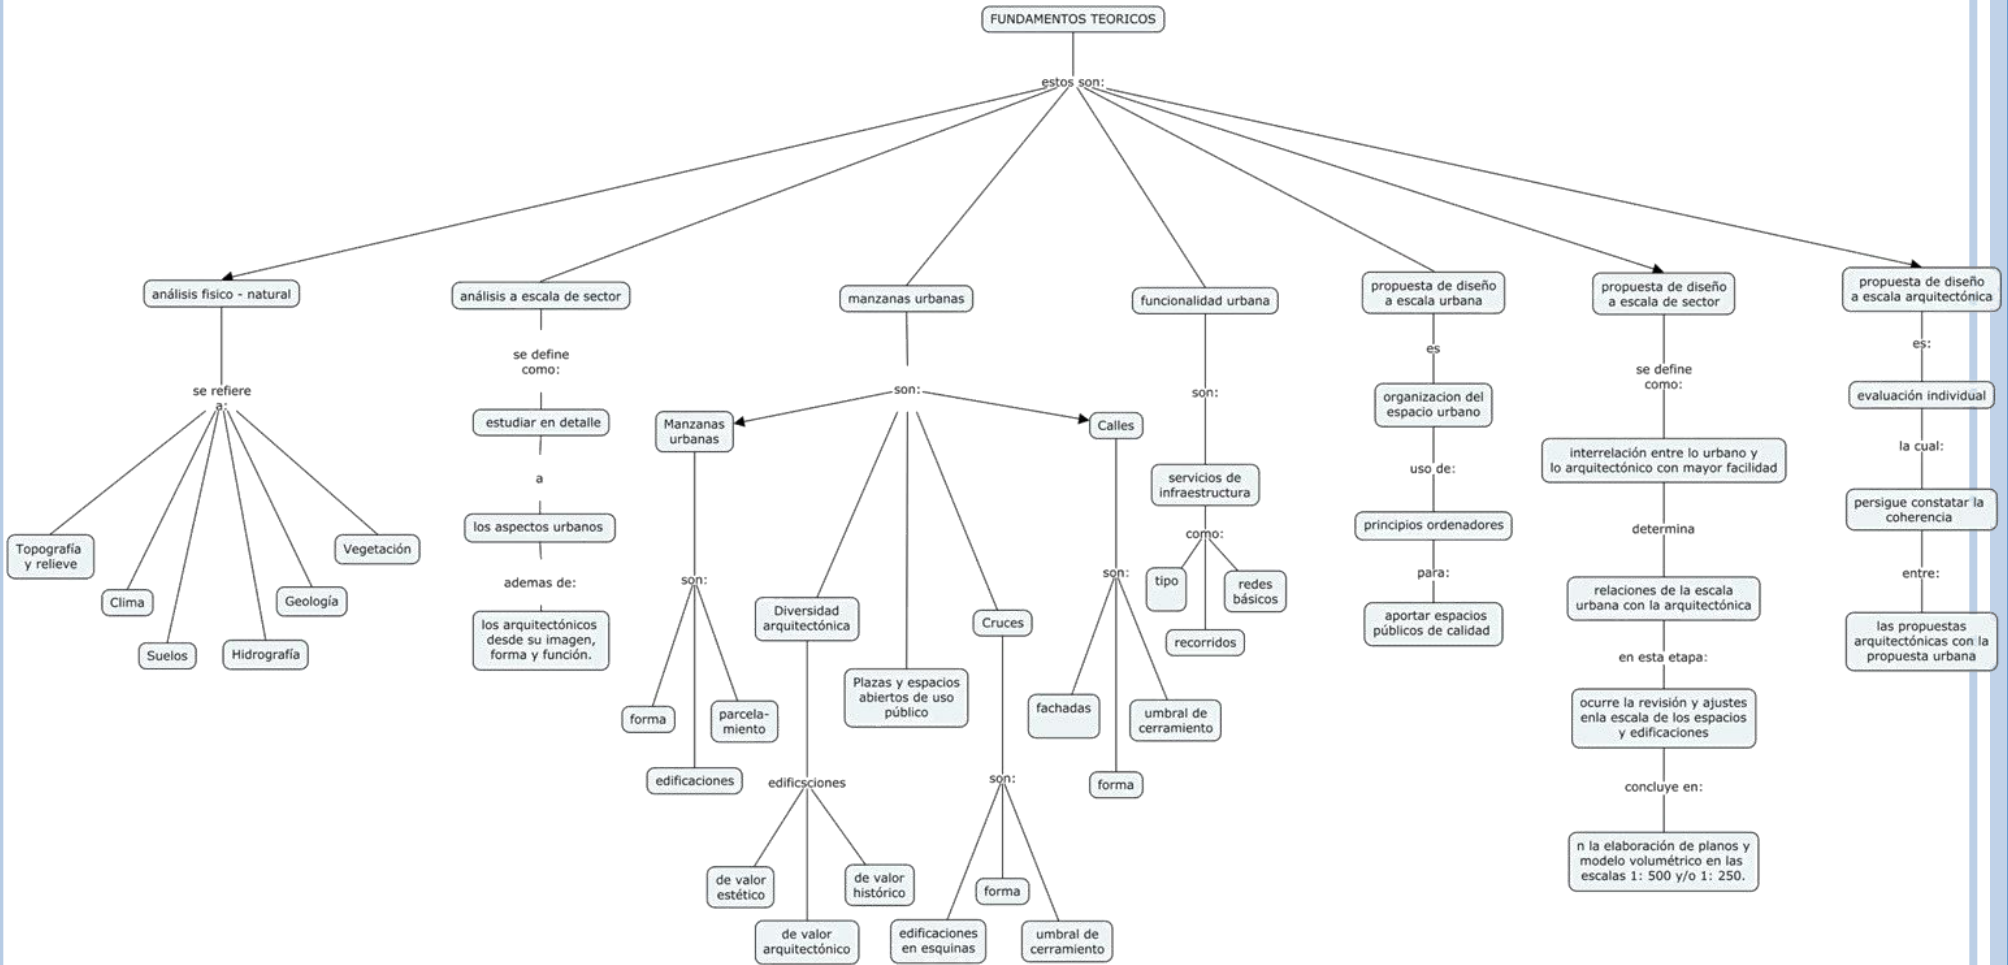 FUNDAMENTOS TEORICOS
estos son:
análisis fisico - natural
se refiere
a:
Topografía
y relieve
Clima
Suelos
Hidrografía
Geología
Vegetación
análisis a escala de sector
se define
como:
estudiar en detalle
a
los aspectos urbanos
ademas de:
los arquitectónicos
desde su imagen,
forma y función.
manzanas urbanas
son:
Manzanas
urbanas
son:
forma
edificaciones
parcela-
miento
Diversidad
arquitectónica
edificsciones
de valor
estético
de valor
arquitectónico
de valor
histórico
Plazas y espacios
abiertos de uso
público
Cruces
son:
edificaciones
en esquinas
forma
umbral de
cerramiento
Calles
son:
fachadas
forma
umbral de
cerramiento
funcionalidad urbana
son:
servicios de
infraestructura
como:
tipo
recorridos
redes
básicos
propuesta de diseño
a escala urbana
es
organizacion del
espacio urbano
uso de:
principios ordenadores
para:
aportar espacios
públicos de calidad
propuesta de diseño
a escala de sector
se define
como:
interrelación entre lo urbano y
lo arquitectónico con mayor facilidad
determina
relaciones de la escala
urbana con la arquitectónica
en esta etapa:
ocurre la revisión y ajustes
enla escala de los espacios
y edificaciones
concluye en:
n la elaboración de planos y
modelo volumétrico en las
escalas 1: 500 y/o 1: 250.
propuesta de diseño
a escala arquitectónica
es:
evaluación individual
la cual:
persigue constatar la
coherencia
entre:
las propuestas
arquitectónicas con la
propuesta urbana